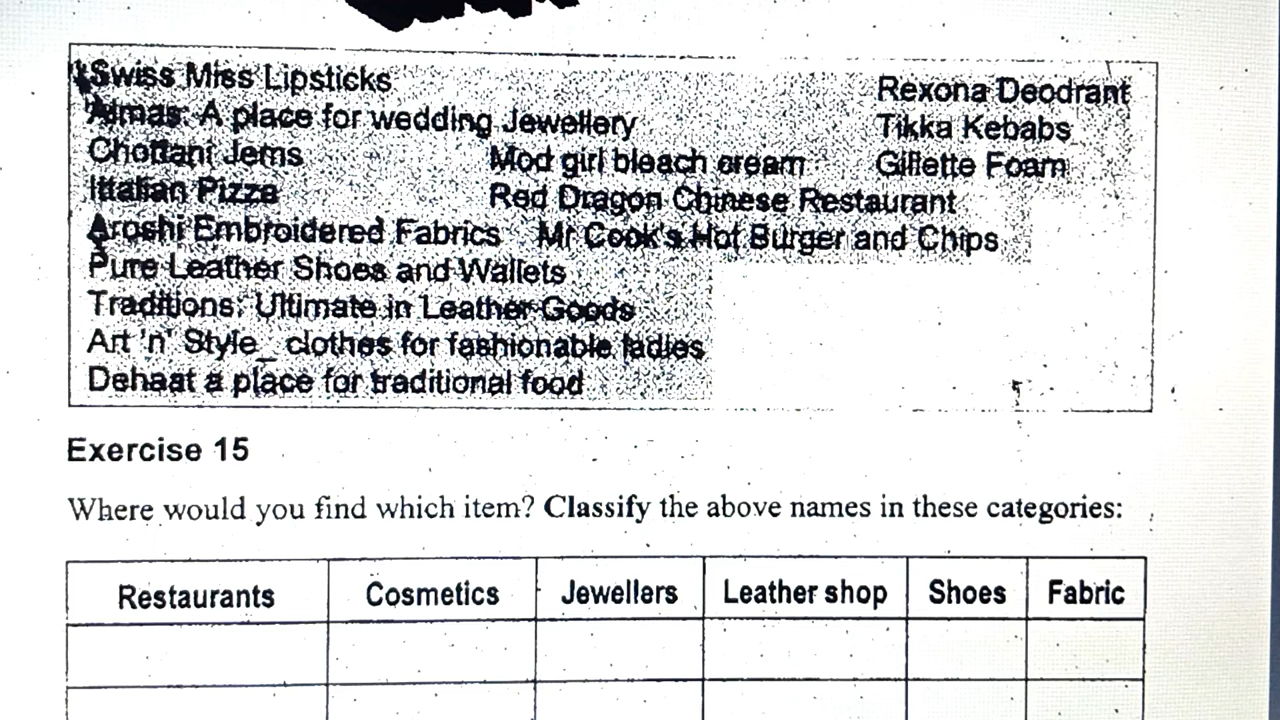 Swiss Miss Lipsticks Rexona Deodrant
Almas: A place for wedding Jewellery Tikka Kebabs
Chottani Jems Mod girl bleach cream Gillette Foam
Ittalian Pizze Red Dragon Chinese Restaurant
Aroshi Embroidered Fabrics Mr Cook's Hot Burger and Chips
Pure Leather Shoes and Wallets
Traditions: Ultimate in Leather Goods
Art 'n' Style_ clothes for fashionable ladies
Dehaat a place for traditional food
Exercise 15
Where would you find which item? Classify the above names in these categories:
Restaurants Cosmetics Jewellers Leather shop Shoes Fabric